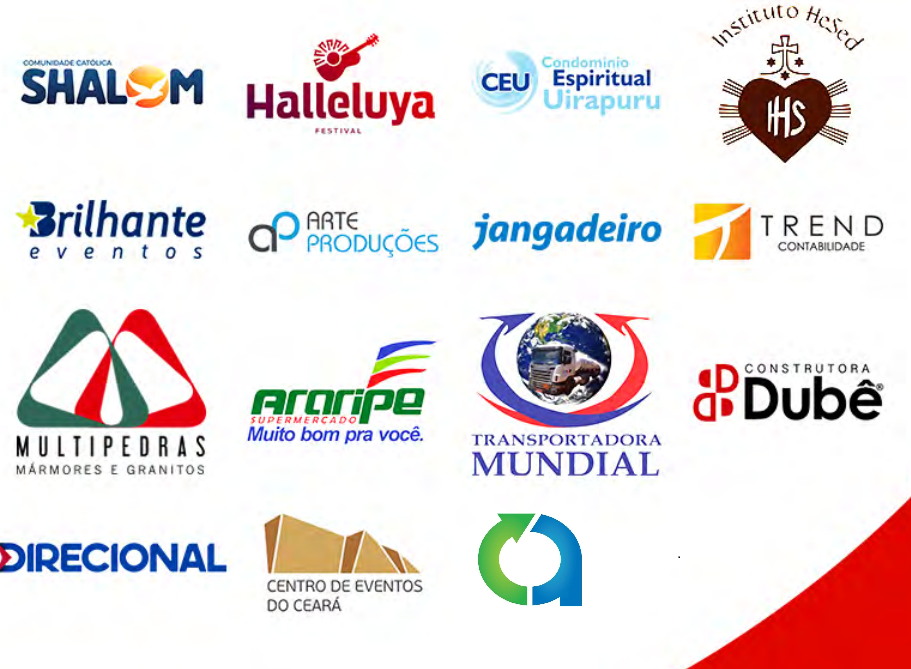 COMUNIDADE CATÓLICA
SHALOM
Halleluya
FESTIVAL
CEU
Condomínio
Espiritual
Uirapuru
Instituto HeSed
IHS
Brilhante
eventos
ap
ARTE
PRODUÇÕES
jangadeiro
T
TREND
CONTABILIDADE
MULTIPEDRAS
MÁRMORES E GRANITOS
Araripe
SUPERMERCADO
Muito bom pra você.
TRANSPORTADORA
MUNDIAL
CONSTRUTORA
Dubê®
DIRECIONAL
CENTRO DE EVENTOS
DO CEARÁ
a